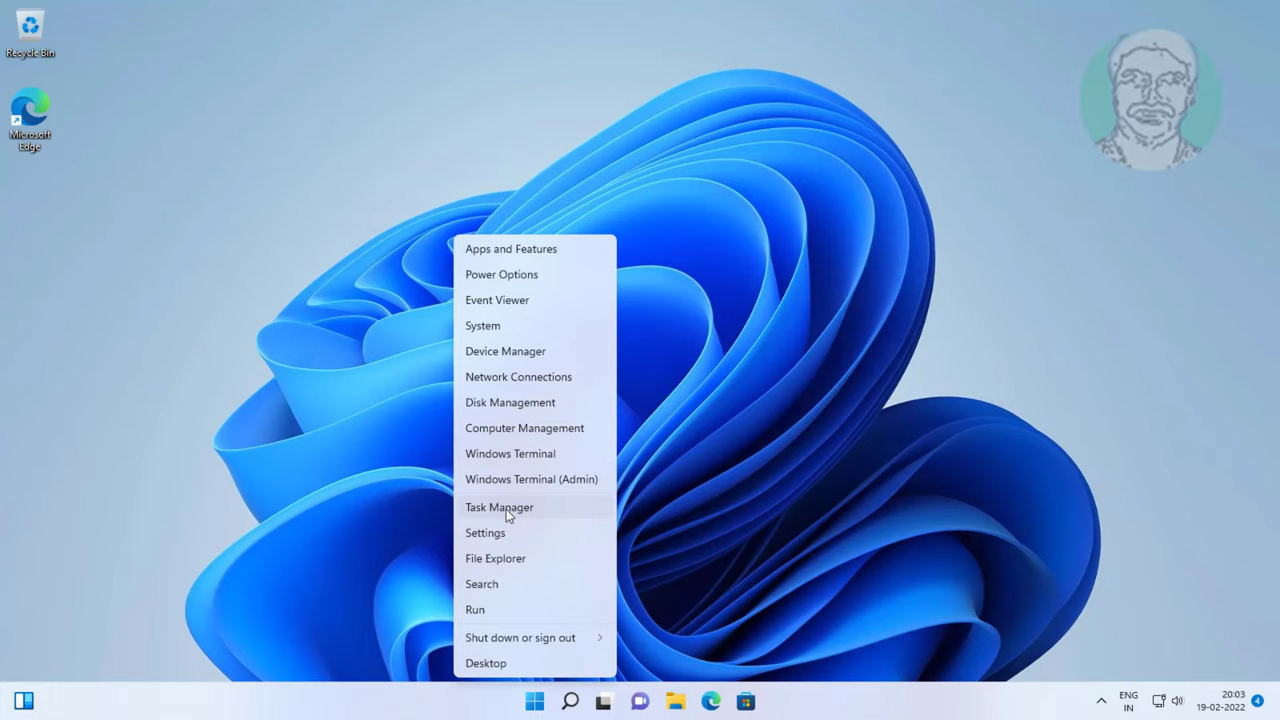 Recycle Bin
Microsoft
Edge
Apps and Features
Power Options
Event Viewer
System
Device Manager
Network Connections
Disk Management
Computer Management
Windows Terminal
Windows Terminal (Admin)
Task Manager
Settings
File Explorer
Search
Run
Shut down or sign out
Desktop
ENG
IN
20:03
19-02-2022
4